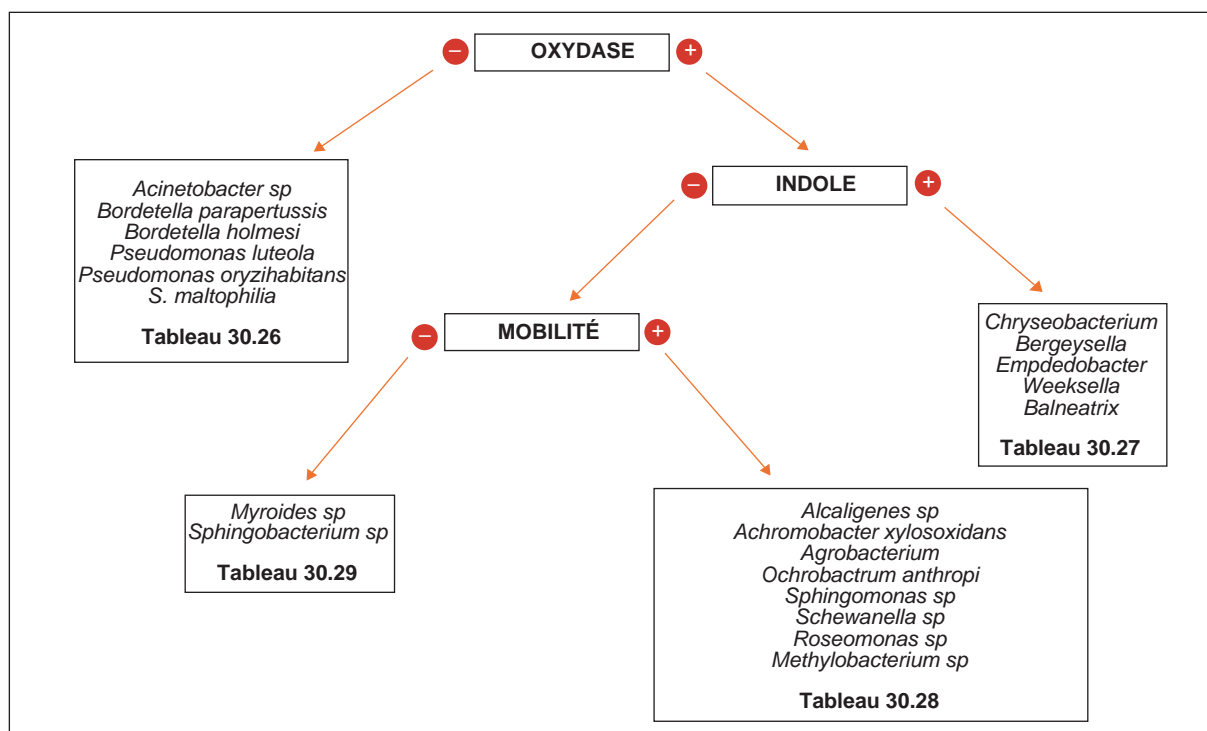 − OXYDASE +
− INDOLE +
Acinetobacter sp
Bordetella parapertussis
Bordetella holmesi
Pseudomonas luteola
Pseudomonas oryzihabitans
S. maltophilia
Tableau 30.26
− MOBILITÉ +
Chryseobacterium
Bergeysella
Empdedobacter
Weeksella
Balneatrix
Tableau 30.27
Myroides sp
Sphingobacterium sp
Tableau 30.29
Alcaligenes sp
Achromobacter xylosoxidans
Agrobacterium
Ochrobactrum anthropi
Sphingomonas sp
Schewanella sp
Roseomonas sp
Methylobacterium sp
Tableau 30.28